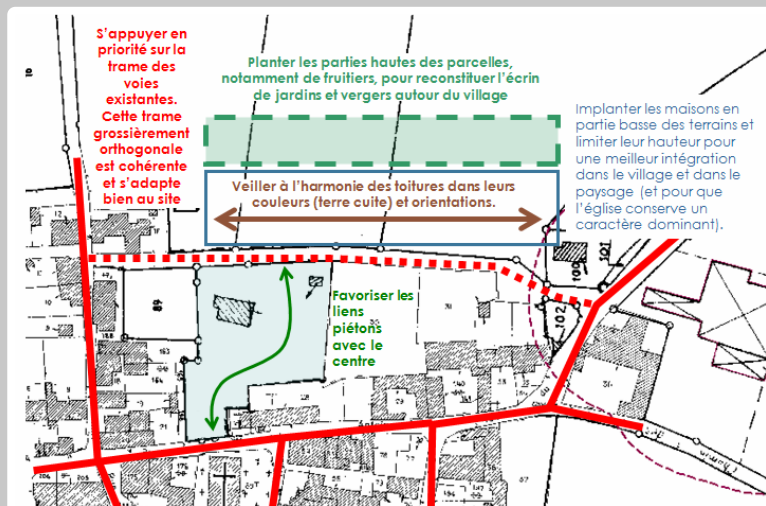 S'appuyer en
priorité sur la
trame des
voies
existantes.
Cette trame
grossièrement
orthogonale
est cohérente
et s'adapte
bien au site
Planter les parties hautes des parcelles,
notamment de fruitiers, pour reconstituer l'écrin
de jardins et vergers autour du village
Veiller à l'harmonie des toitures dans leurs
couleurs (terre cuite) et orientations.
Implanter les maisons en
partie basse des terrains et
limiter leur hauteur pour
une meilleur intégration
dans le village et dans le
paysage (et pour que
l'église conserve un
caractère dominant).
Favoriser les
liens
piétons
avec le
centre
89
100
101
102